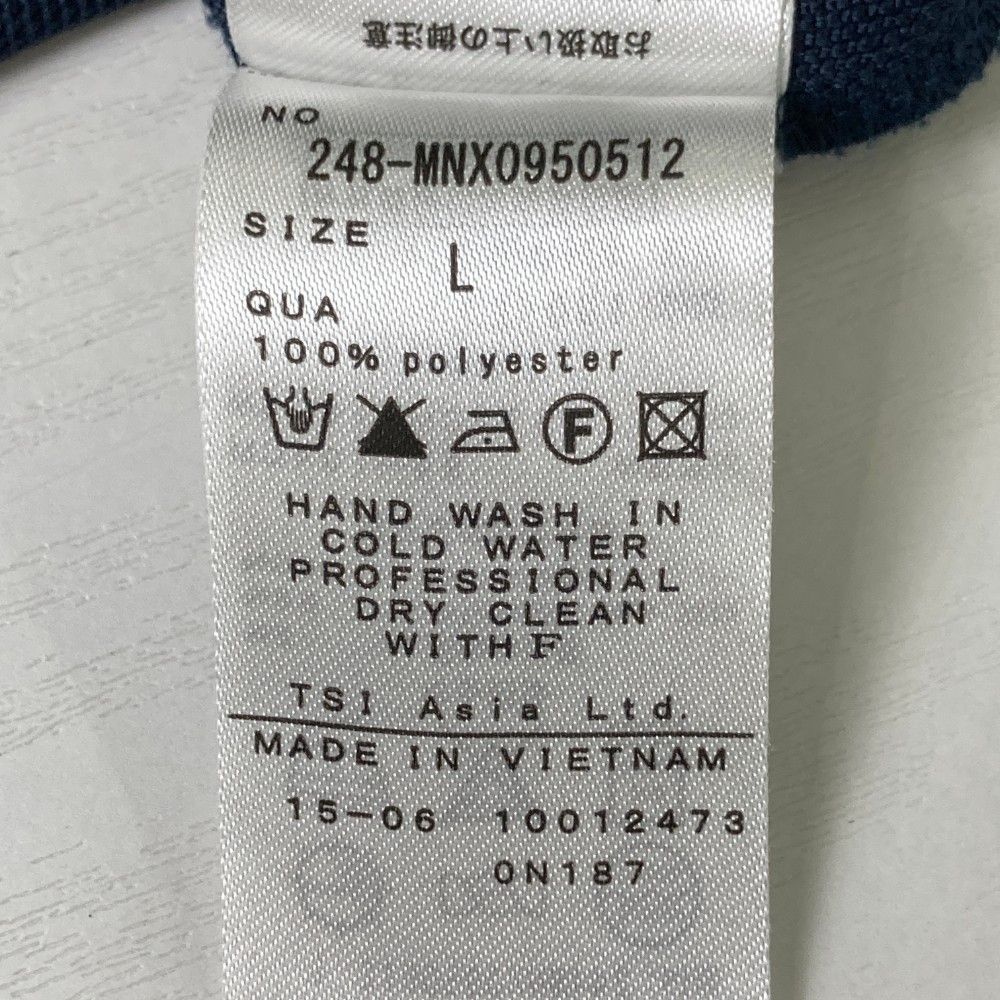 お取扱い上の御注意
NO
248-MNX0950512
SIZE
L
QUA
100% polyester
F
HAND WASH IN
COLD WATER
PROFESSIONAL
DRY CLEAN
WITH F
TSI Asia Ltd.
MADE IN VIETNAM
15-06 10012473
0N187